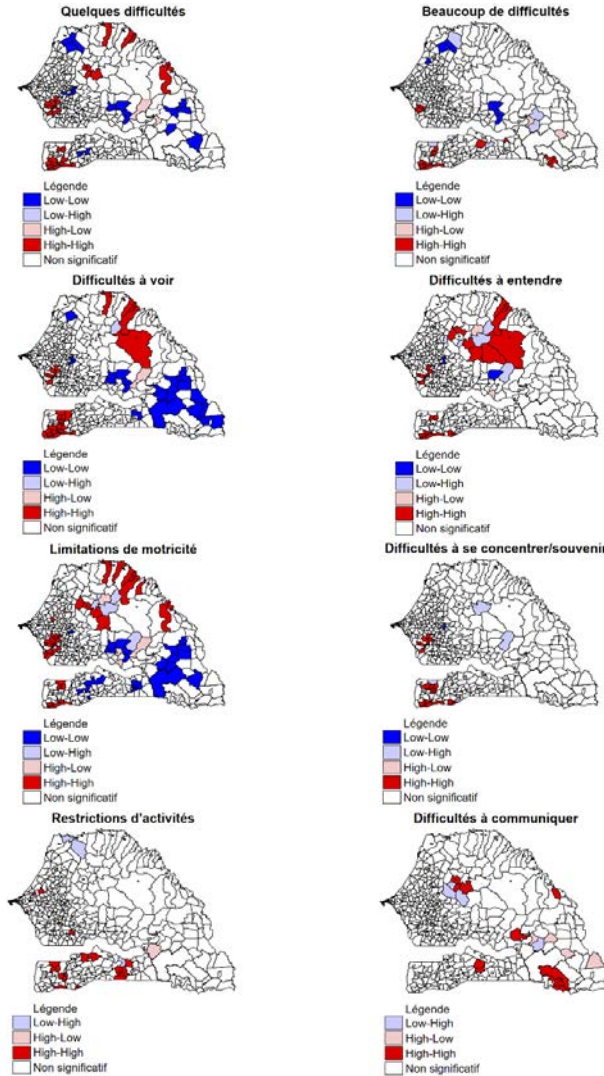 Quelques difficultés
Légende
Low-Low
Low-High
High-Low
High-High
Non significatif
Beaucoup de difficultés
Légende
Low-Low
Low-High
High-Low
High-High
Non significatif
Difficultés à voir
Légende
Low-Low
Low-High
High-Low
High-High
Non significatif
Difficultés à entendre
Légende
Low-Low
Low-High
High-Low
High-High
Non significatif
Limitations de motricité
Légende
Low-Low
Low-High
High-Low
High-High
Non significatif
Difficultés à se concentrer/souvenir
Légende
Low-Low
Low-High
High-Low
High-High
Non significatif
Restrictions d'activités
Légende
Low-High
High-Low
High-High
Non significatif
Difficultés à communiquer
Légende
Low-High
High-Low
High-High
Non significatif